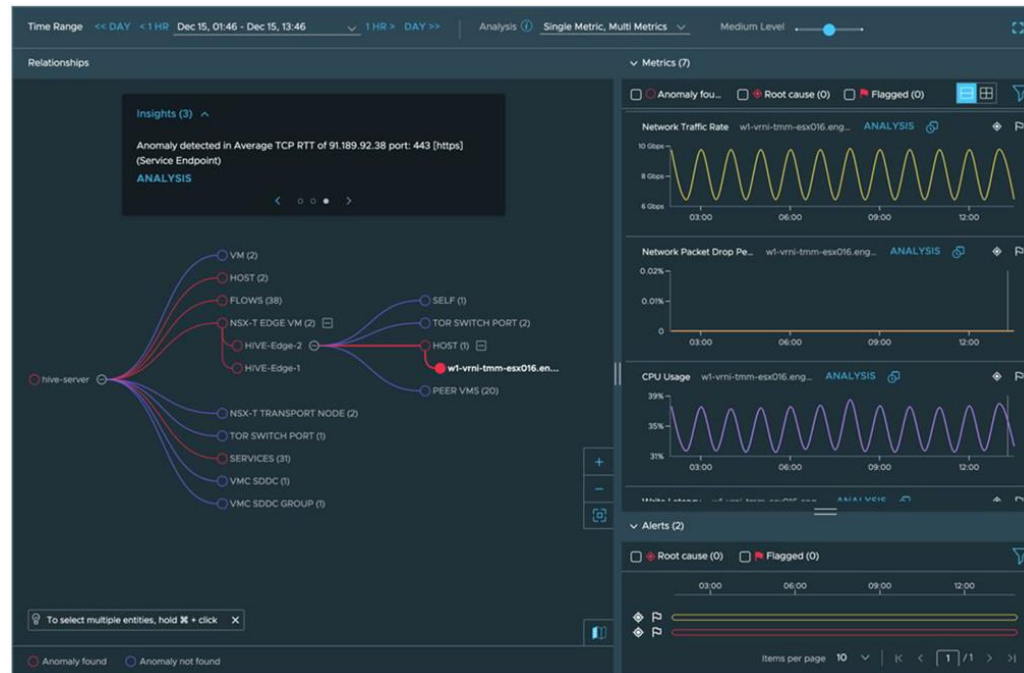 Time Range << DAY < 1 HR Dec 15, 01:46 - Dec 15, 13:46 1 HR > DAY >> Analysis Single Metric, Multi Metrics Medium Level
Relationships
Insights (3)
Anomaly detected in Average TCP RTT of 91.189.92.38 port: 443 [https]
(Service Endpoint)
ANALYSIS
VM (2)
HOST (2)
FLOWS (38)
NSX-T EDGE VM (2)
HIVE-Edge-2
HIVE-Edge-1
SELF (1)
TOR SWITCH PORT (2)
HOST (1)
w1-vrni-tmm-esx016.en...
PEER VMS (20)
hive-server
NSX-T TRANSPORT NODE (2)
TOR SWITCH PORT (1)
SERVICES (31)
VMC SDDC (1)
VMC SDDC GROUP (1)
To select multiple entities, hold ⌘ + click X
Anomaly found Anomaly not found
Metrics (7)
Anomaly fou... Root cause (0) Flagged (0)
Network Traffic Rate w1-vrni-tmm-esx016.eng... ANALYSIS
10 Gbps
8 Gbps
6 Gbps
03:00 06:00 09:00 12:00
Network Packet Drop Pe... w1-vrni-tmm-esx016.eng... ANALYSIS
0.02%
0.01%
0
03:00 06:00 09:00 12:00
CPU Usage w1-vrni-tmm-esx016.eng... ANALYSIS
39%
35%
31%
03:00 06:00 09:00 12:00
Alerts (2)
Root cause (0) Flagged (0)
03:00 06:00 09:00 12:00
Items per page 10 1 / 1